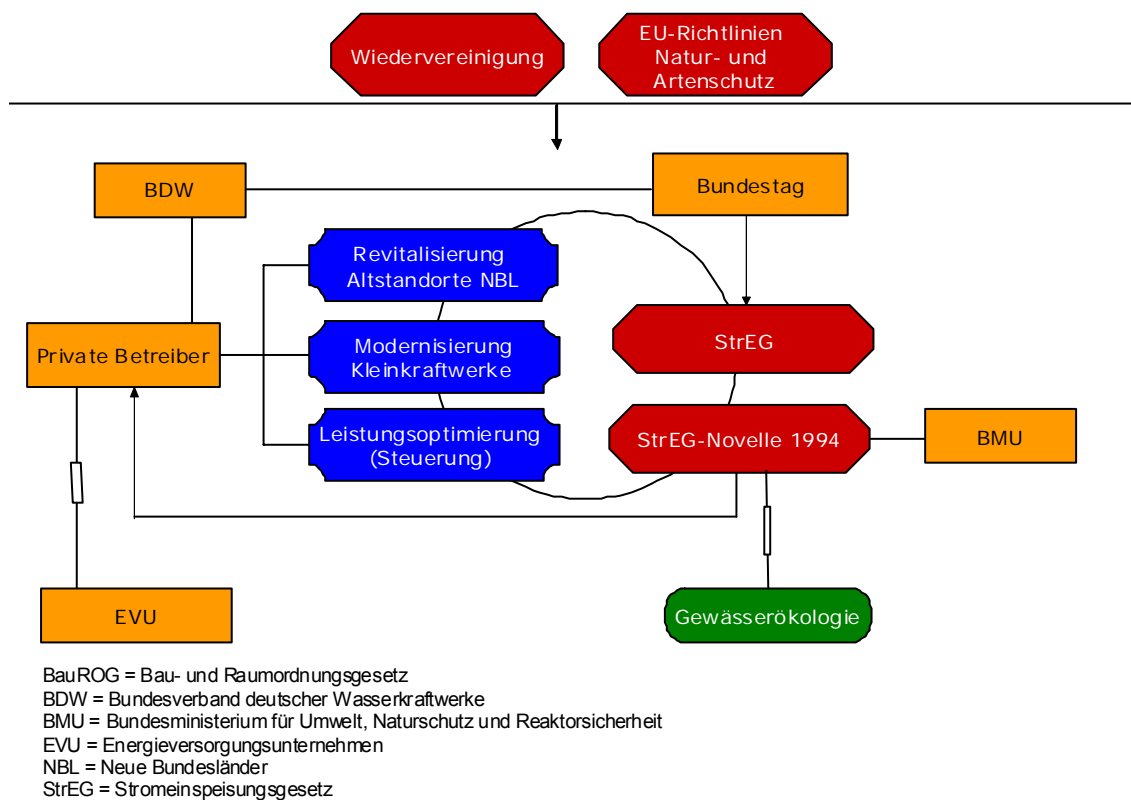 Wiedervereinigung
EU-Richtlinien
Natur- und
Artenschutz
BDW
Bundestag
Revitalisierung
Altstandorte NBL
StrEG
Private Betreiber
Modernisierung
Kleinkraftwerke
Leistungsoptimierung
(Steuerung)
StrEG-Novelle 1994
BMU
EVU
Gewässerökologie
BauROG = Bau- und Raumordnungsgesetz
BDW = Bundesverband deutscher Wasserkraftwerke
BMU = Bundesministerium für Umwelt, Naturschutz und Reaktorsicherheit
EVU = Energieversorgungsunternehmen
NBL = Neue Bundesländer
StrEG = Stromeinspeisungsgesetz